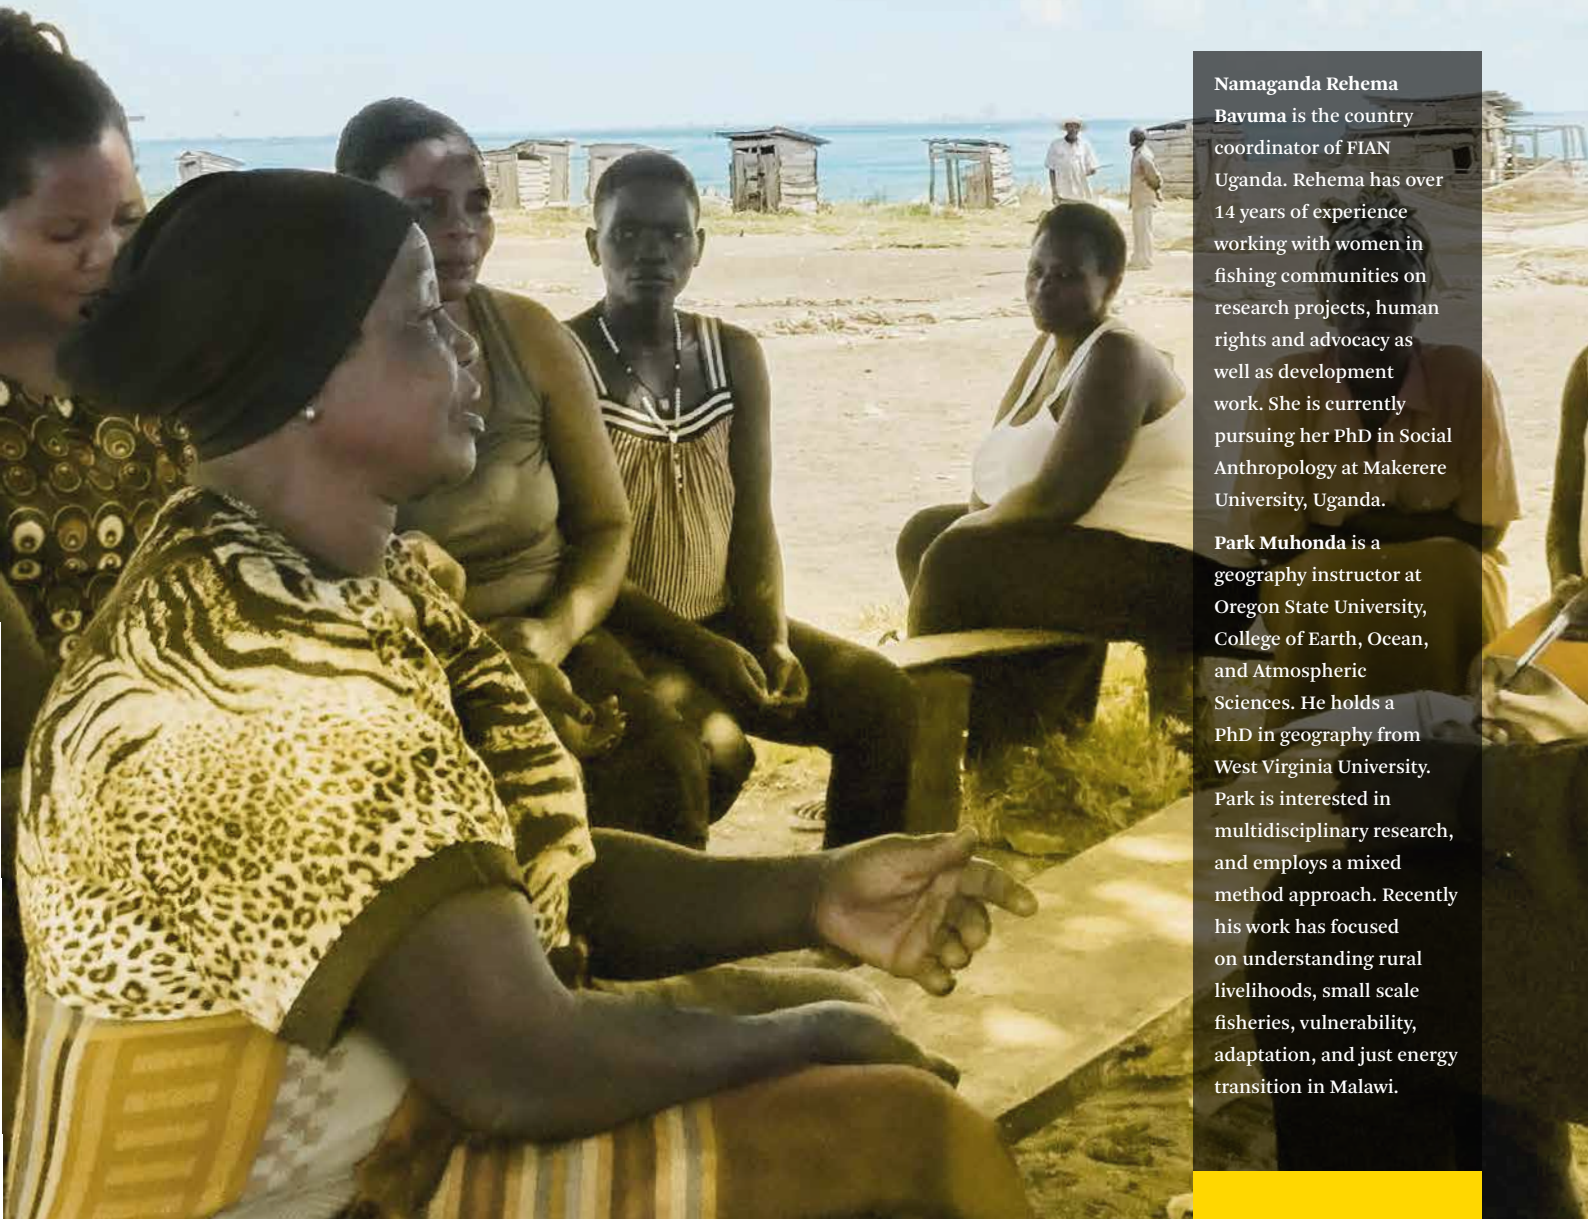 Namaganda Rehema
Bavuma is the country
coordinator of FIAN
Uganda. Rehema has over
14 years of experience
working with women in
fishing communities on
research projects, human
rights and advocacy as
well as development
work. She is currently
pursuing her PhD in Social
Anthropology at Makerere
University, Uganda.
Park Muhonda is a
geography instructor at
Oregon State University,
College of Earth, Ocean,
and Atmospheric
Sciences. He holds a
PhD in geography from
West Virginia University.
Park is interested in
multidisciplinary research,
and employs a mixed
method approach. Recently
his work has focused
on understanding rural
livelihoods, small scale
fisheries, vulnerability,
adaptation, and just energy
transition in Malawi.